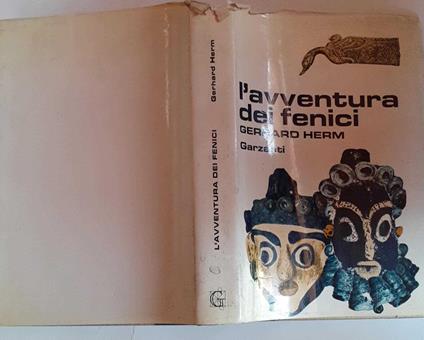 Gerhard Herm
L'AVVENTURA DEI FENICI
G
l'avventura
dei fenici
GERHARD HERM
Garzanti